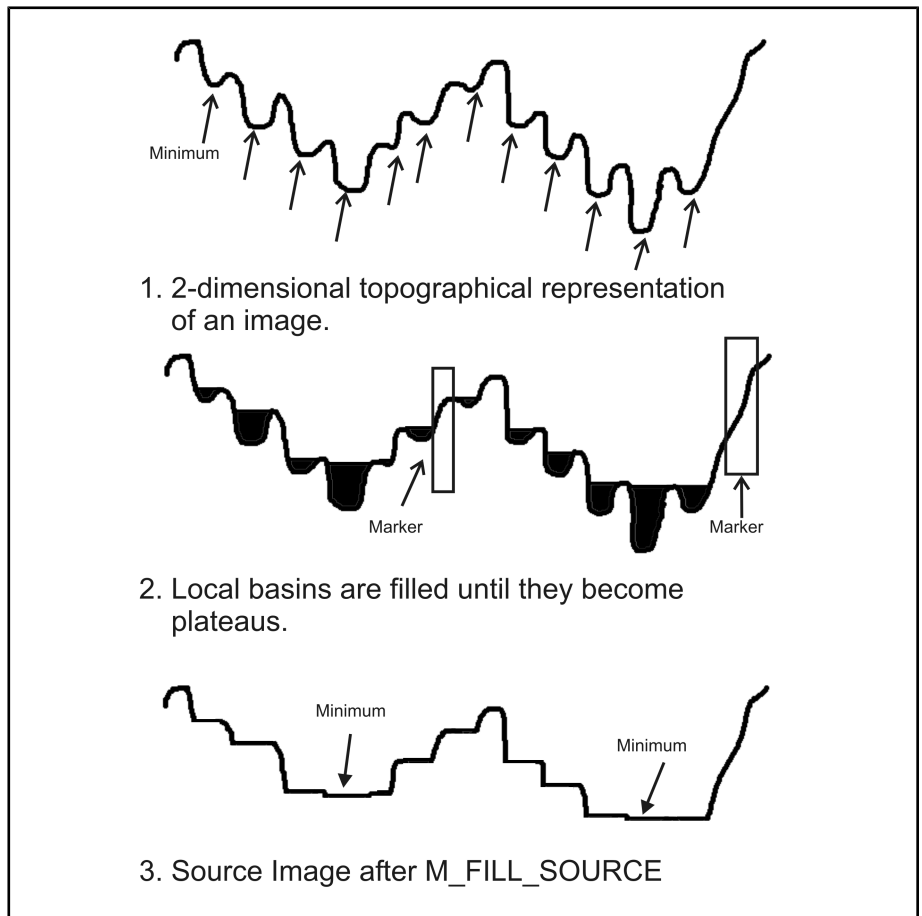 Minimum
1. 2-dimensional topographical representation
of an image.
Marker
Marker
2. Local basins are filled until they become
plateaus.
Minimum
Minimum
3. Source Image after M_FILL_SOURCE